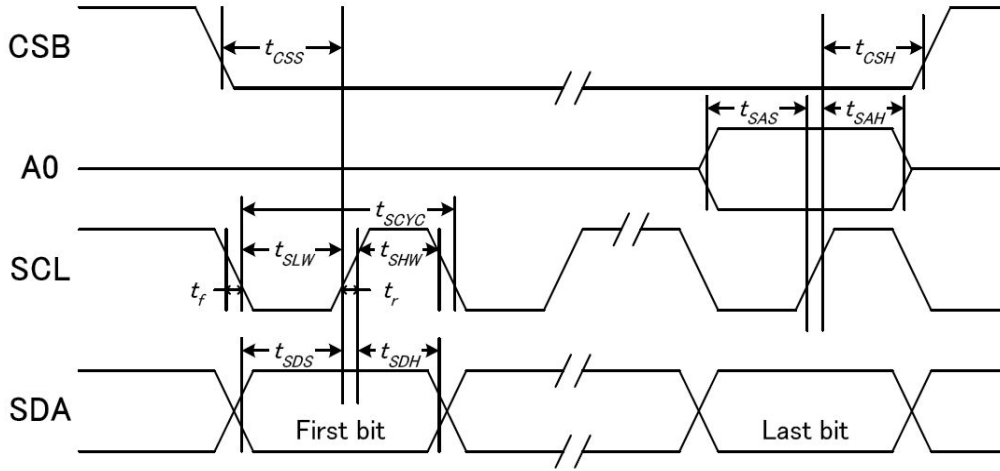 CSB
t_CSS
t_CSH
A0
t_SAS
t_SAH
t_SCYC
SCL
t_SLW
t_SHW
t_f
t_r
t_SDS
t_SDH
SDA
First bit
Last bit